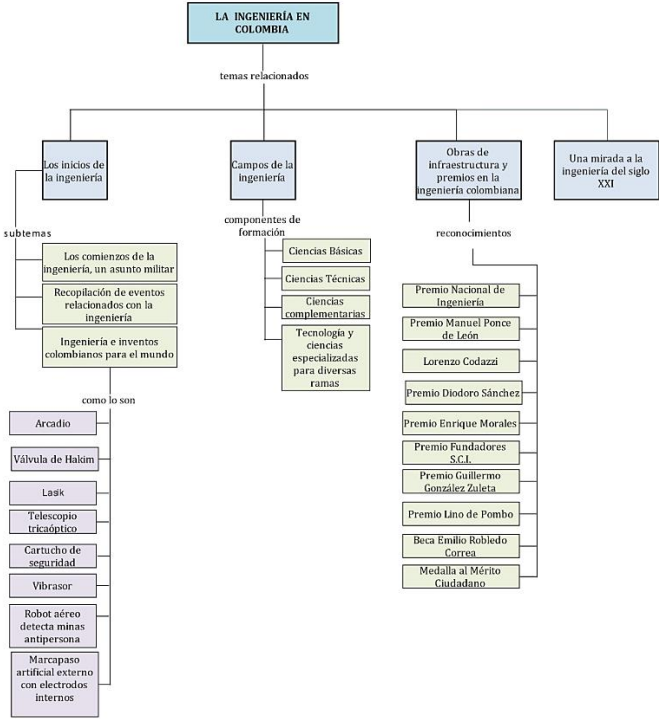 LA INGENIERÍA EN
COLOMBIA
temas relacionados
Los inicios de
la ingeniería
Campos de la
ingeniería
Obras de
infraestructura y
premios en la
ingeniería colombiana
Una mirada a la
ingeniería del siglo
XXI
subtemas
Los comienzos de la
ingeniería, un asunto militar
Recopilación de eventos
relacionados con la
ingeniería
Ingeniería e inventos
colombianos para el mundo
como lo son
Arcadio
Válvula de Hakim
Lasik
Telescopio
tricaóptico
Cartucho de
seguridad
Vibrasor
Robot aéreo
detecta minas
antipersona
Marcapaso
artificial externo
con electrodos
internos
componentes de
formación
Ciencias Básicas
Ciencias Técnicas
Ciencias
complementarias
Tecnología y
ciencias
especializadas
para diversas
ramas
reconocimientos
Premio Nacional de
Ingeniería
Premio Manuel Ponce
de León
Lorenzo Codazzi
Premio Diodoro Sánchez
Premio Enrique Morales
Premio Fundadores
S.C.I.
Premio Guillermo
González Zuleta
Premio Lino de Pombo
Beca Emilio Robledo
Correa
Medalla al Mérito
Ciudadano